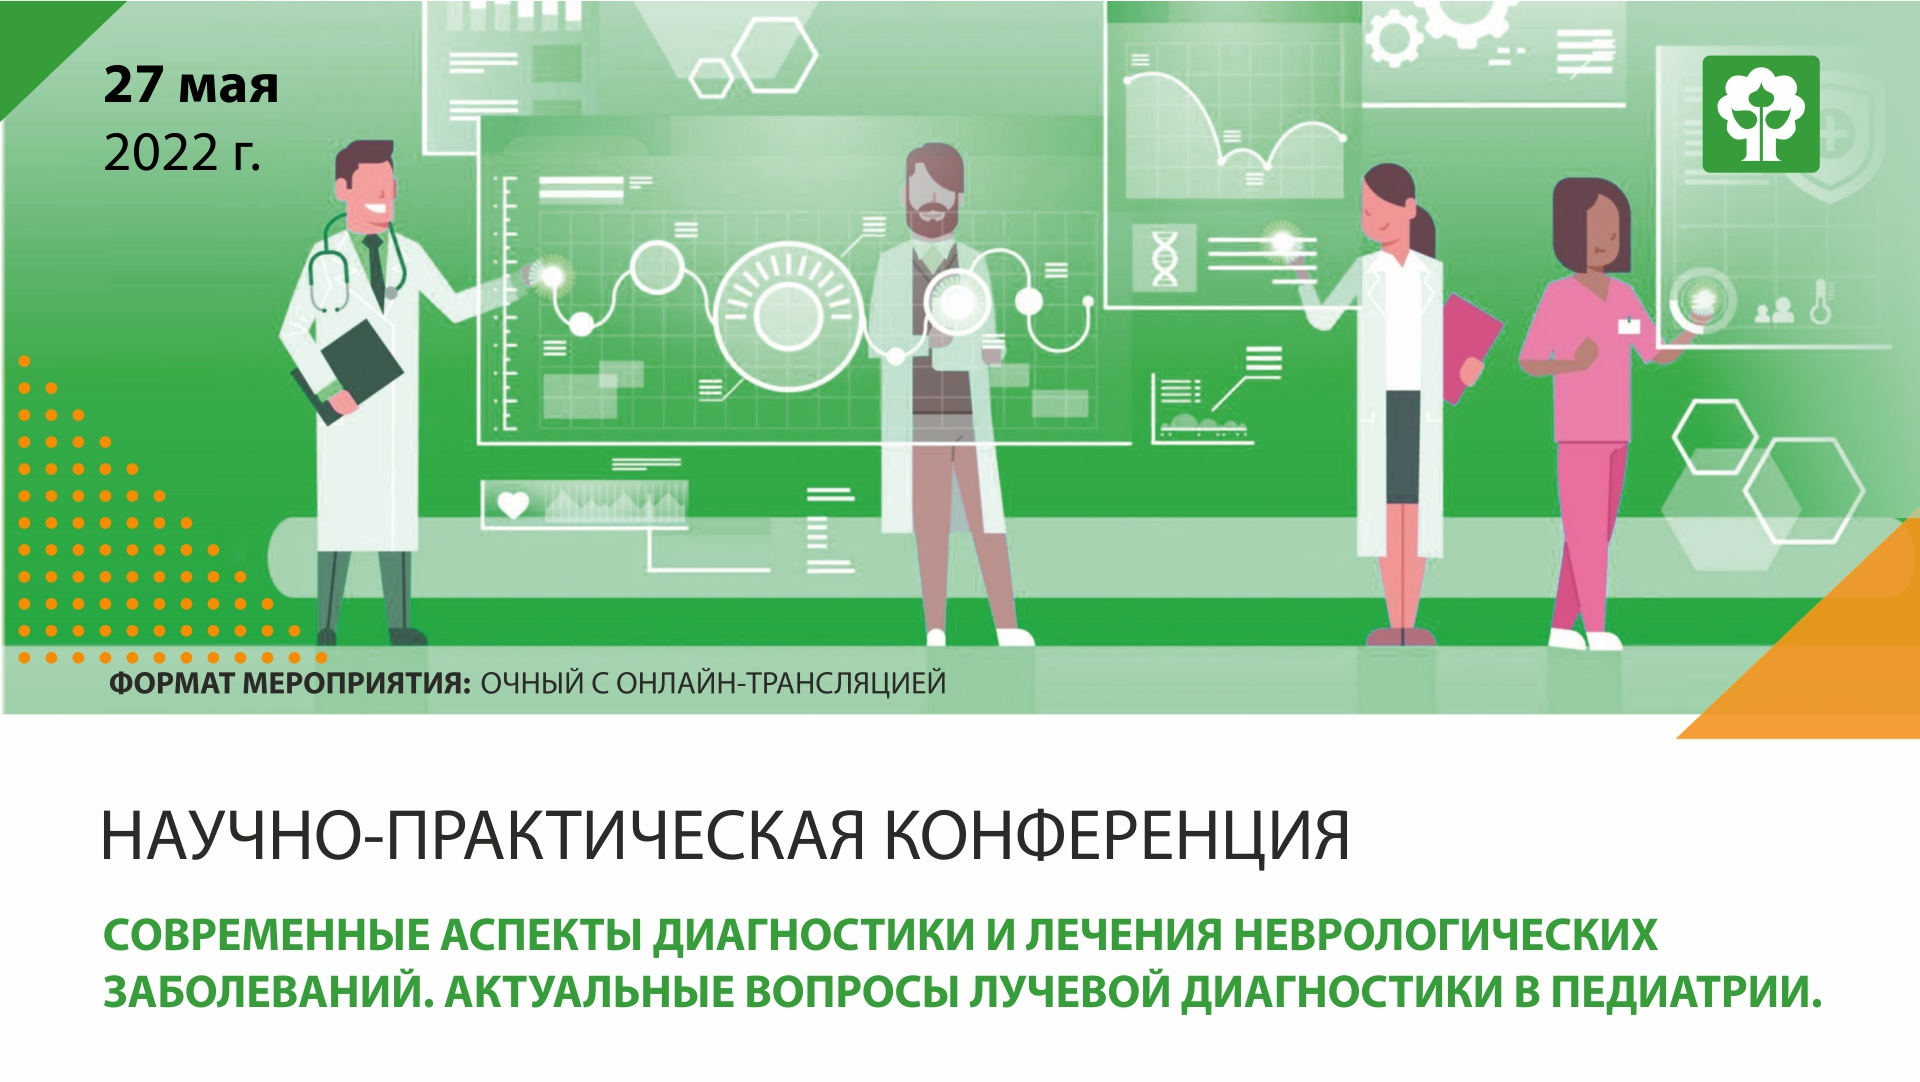 27 мая
2022 г.
ФОРМАТ МЕРОПРИЯТИЯ: ОЧНЫЙ С ОНЛАЙН-ТРАНСЛЯЦИЕЙ
НАУЧНО-ПРАКТИЧЕСКАЯ КОНФЕРЕНЦИЯ
СОВРЕМЕННЫЕ АСПЕКТЫ ДИАГНОСТИКИ И ЛЕЧЕНИЯ НЕВРОЛОГИЧЕСКИХ
ЗАБОЛЕВАНИЙ. АКТУАЛЬНЫЕ ВОПРОСЫ ЛУЧЕВОЙ ДИАГНОСТИКИ В ПЕДИАТРИИ.